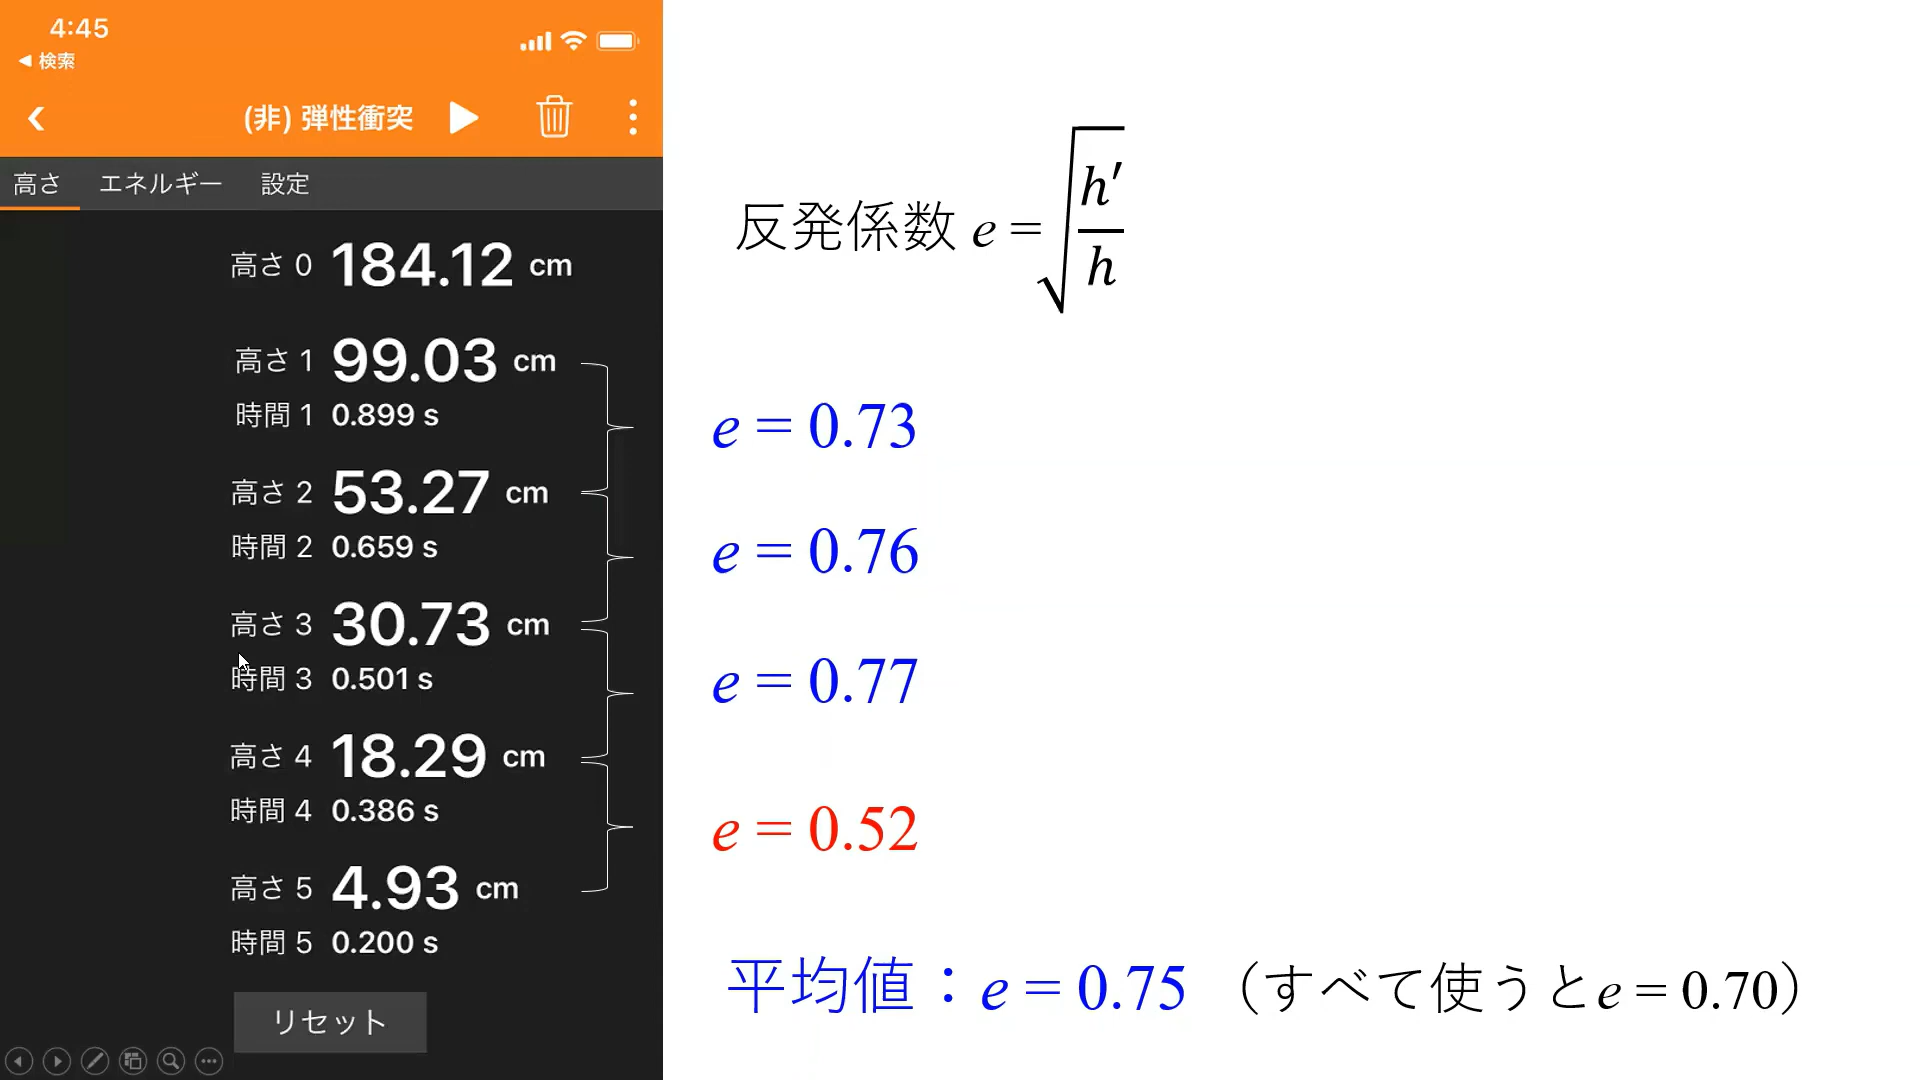 4:45
◀ 検索
(非) 弾性衝突
高さ エネルギー 設定
高さ 0 184.12 cm
高さ 1 99.03 cm
時間 1 0.899 s
高さ 2 53.27 cm
時間 2 0.659 s
高さ 3 30.73 cm
時間 3 0.501 s
高さ 4 18.29 cm
時間 4 0.386 s
高さ 5 4.93 cm
時間 5 0.200 s
リセット
反発係数 e = √(h′/h)
e = 0.73
e = 0.76
e = 0.77
e = 0.52
平均値：e = 0.75 （すべて使うとe = 0.70）